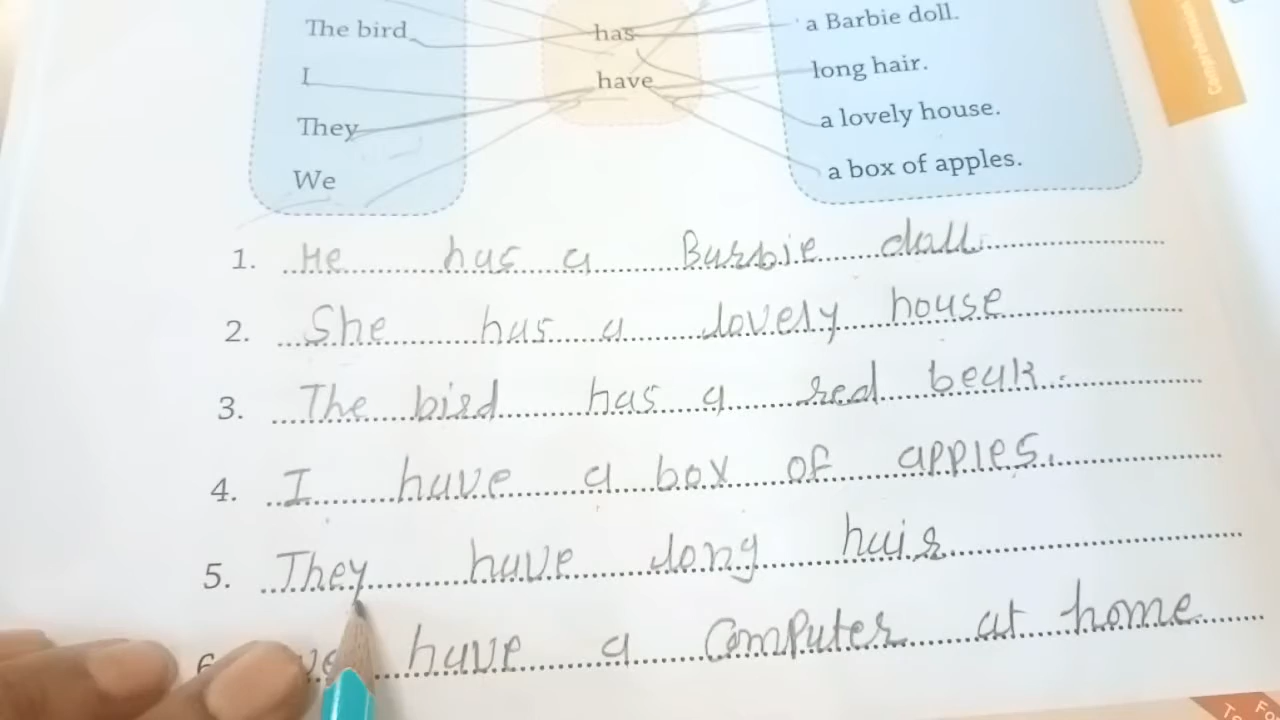 The bird has a Barbie doll.
I have long hair.
They a lovely house.
We a box of apples.
1. He has a Barbie doll.
2. She has a lovely house
3. The bird has a red beak.
4. I have a box of apples.
5. They have long hair
have a Computer at home